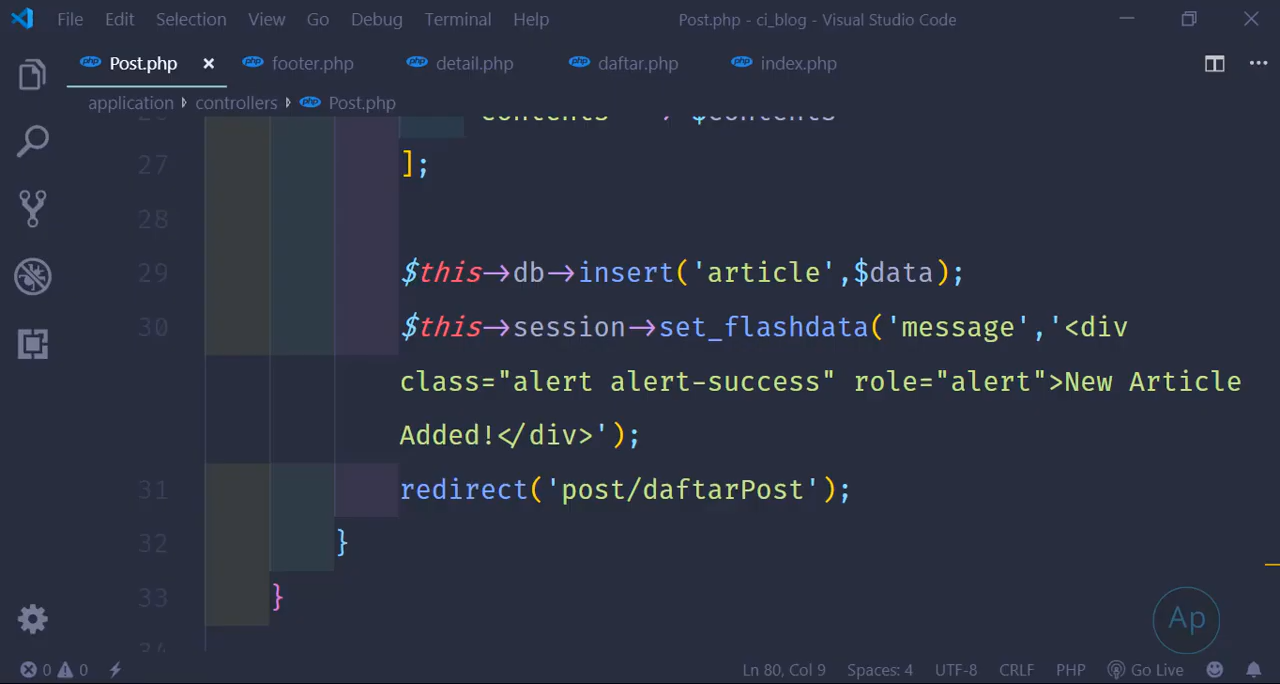 File Edit Selection View Go Debug Terminal Help Post.php - ci_blog - Visual Studio Code
Post.php footer.php detail.php daftar.php index.php
application controllers Post.php
27 ];
28
29 $this->db->insert('article',$data);
30 $this->session->set_flashdata('message','<div
class="alert alert-success" role="alert">New Article
Added!</div>');
31 redirect('post/daftarPost');
32 }
33 }
Ap
0 0 Ln 80, Col 9 Spaces: 4 UTF-8 CRLF PHP Go Live